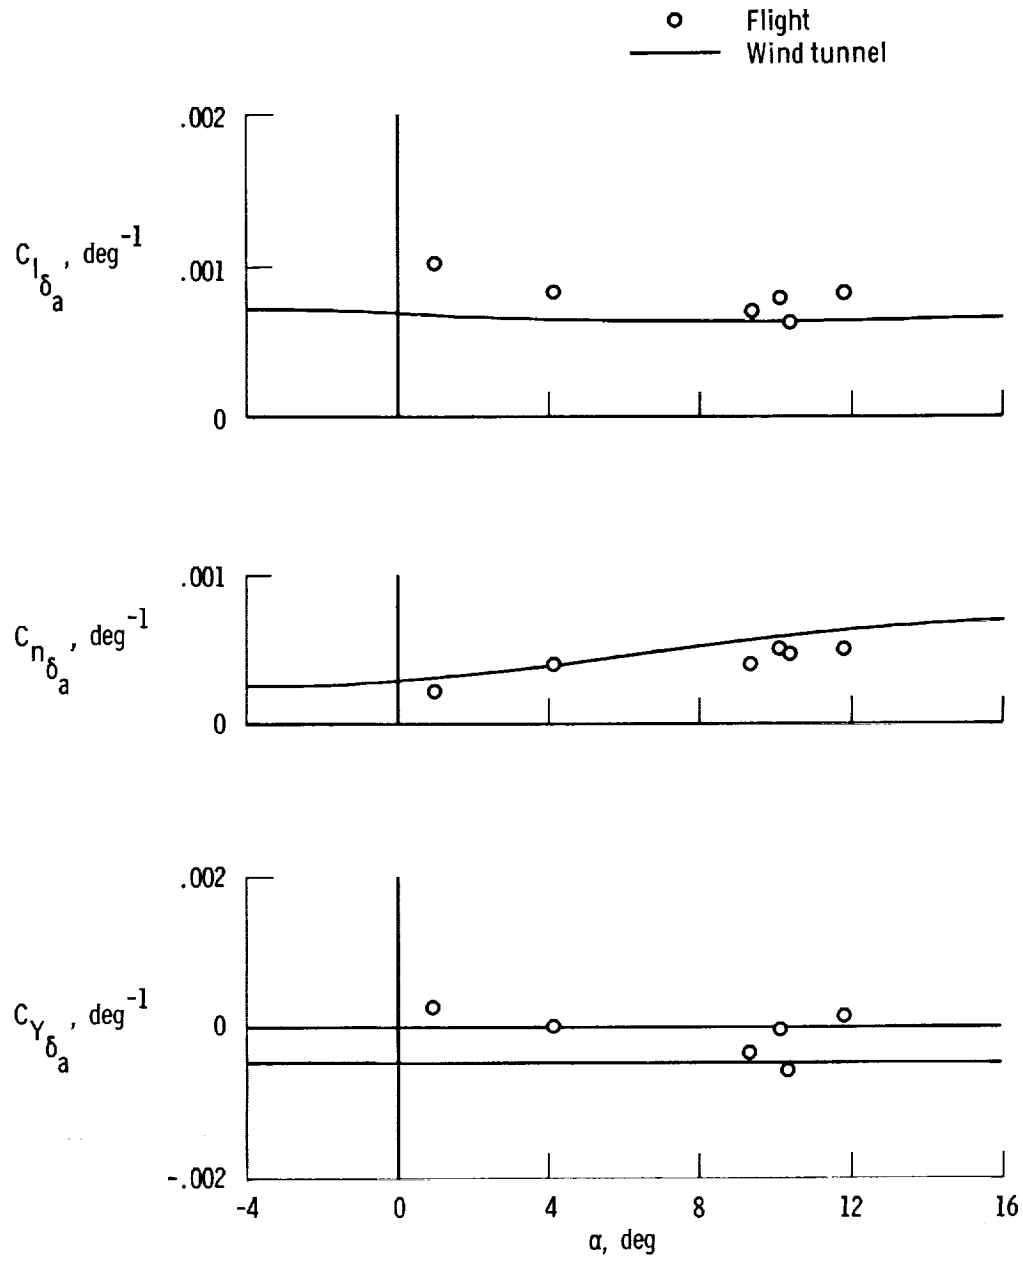 Flight
Wind tunnel
.002
C_{l_{δ_a}}, deg^{-1}
.001
0
.001
C_{n_{δ_a}}, deg^{-1}
0
.002
C_{Y_{δ_a}}, deg^{-1}
0
-.002
-4 0 4 8 12 16
α, deg